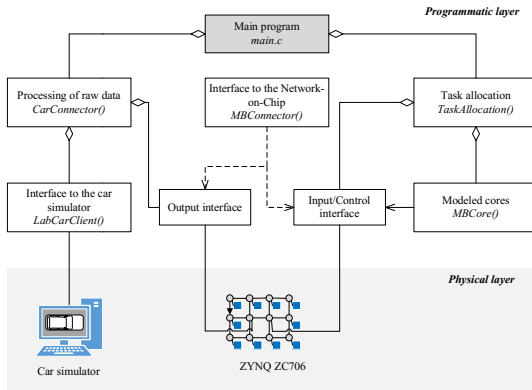 Programmatic layer
Main program
main.c
Processing of raw data
CarConnector()
Interface to the Network-
on-Chip
MBConnector()
Task allocation
TaskAllocation()
Interface to the car
simulator
LabCarClient()
Output interface
Input/Control
interface
Modeled cores
MBCore()
Physical layer
Car simulator
ZYNQ ZC706